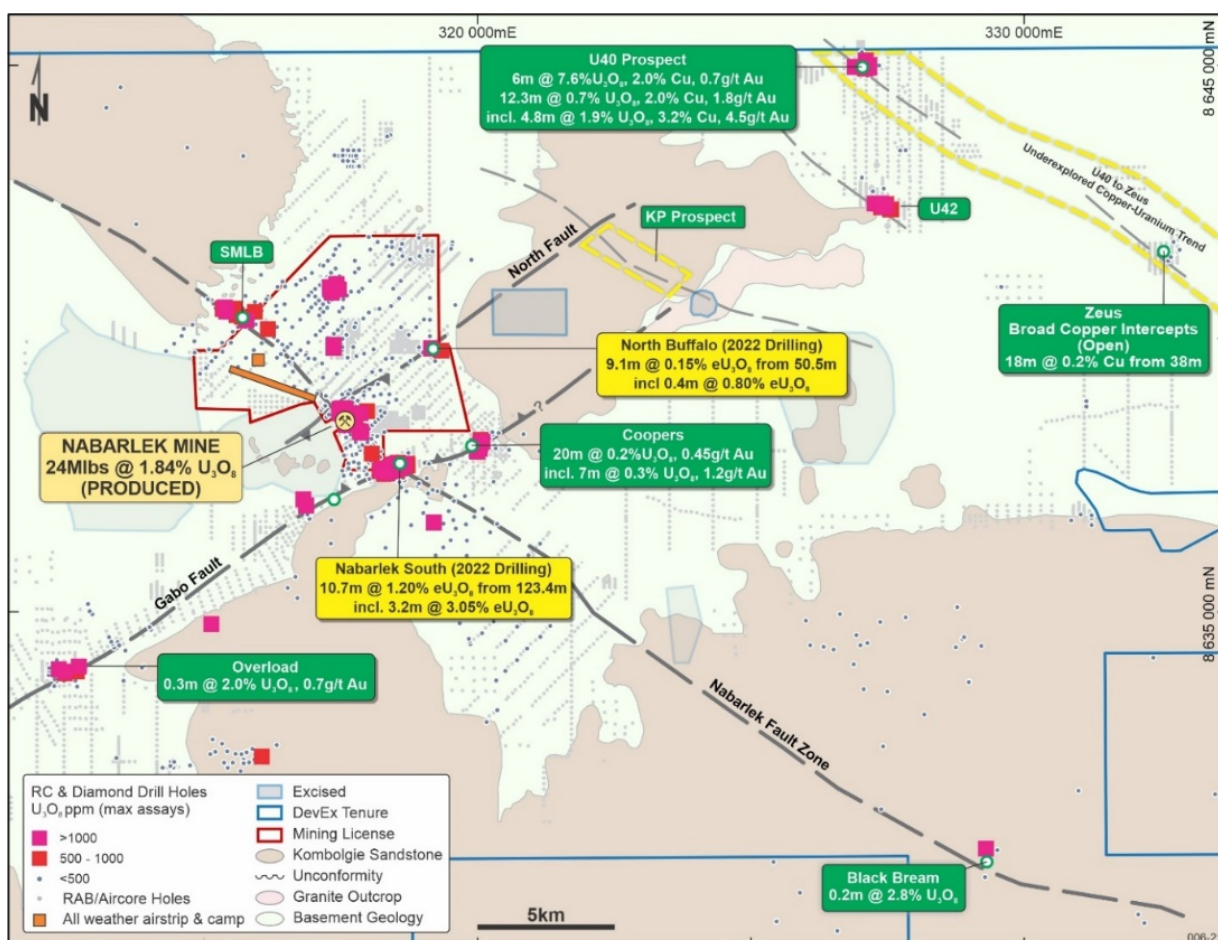 320 000mE
330 000mE
8 645 000 mN
8 635 000 mN
N
U40 Prospect
6m @ 7.6%U₃O₈, 2.0% Cu, 0.7g/t Au
12.3m @ 0.7% U₃O₈, 2.0% Cu, 1.8g/t Au
incl. 4.8m @ 1.9% U₃O₈, 3.2% Cu, 4.5g/t Au
U40 to Zeus
Underexplored Copper-Uranium Trend
U42
KP Prospect
North Fault
SMLB
Zeus
Broad Copper Intercepts
(Open)
18m @ 0.2% Cu from 38m
North Buffalo (2022 Drilling)
9.1m @ 0.15% eU₃O₈ from 50.5m
incl 0.4m @ 0.80% eU₃O₈
?
NABARLEK MINE
24Mlbs @ 1.84% U₃O₈
(PRODUCED)
Coopers
20m @ 0.2%U₃O₈, 0.45g/t Au
incl. 7m @ 0.3% U₃O₈, 1.2g/t Au
Nabarlek South (2022 Drilling)
10.7m @ 1.20% eU₃O₈ from 123.4m
incl. 3.2m @ 3.05% eU₃O₈
Gabo Fault
Overload
0.3m @ 2.0% U₃O₈, 0.7g/t Au
Nabarlek Fault Zone
Black Bream
0.2m @ 2.8% U₃O₈
RC & Diamond Drill Holes
U₃O₈ ppm (max assays)
>1000
500 - 1000
<500
RAB/Aircore Holes
All weather airstrip & camp
Excised
DevEx Tenure
Mining License
Kombolgie Sandstone
Unconformity
Granite Outcrop
Basement Geology
5km